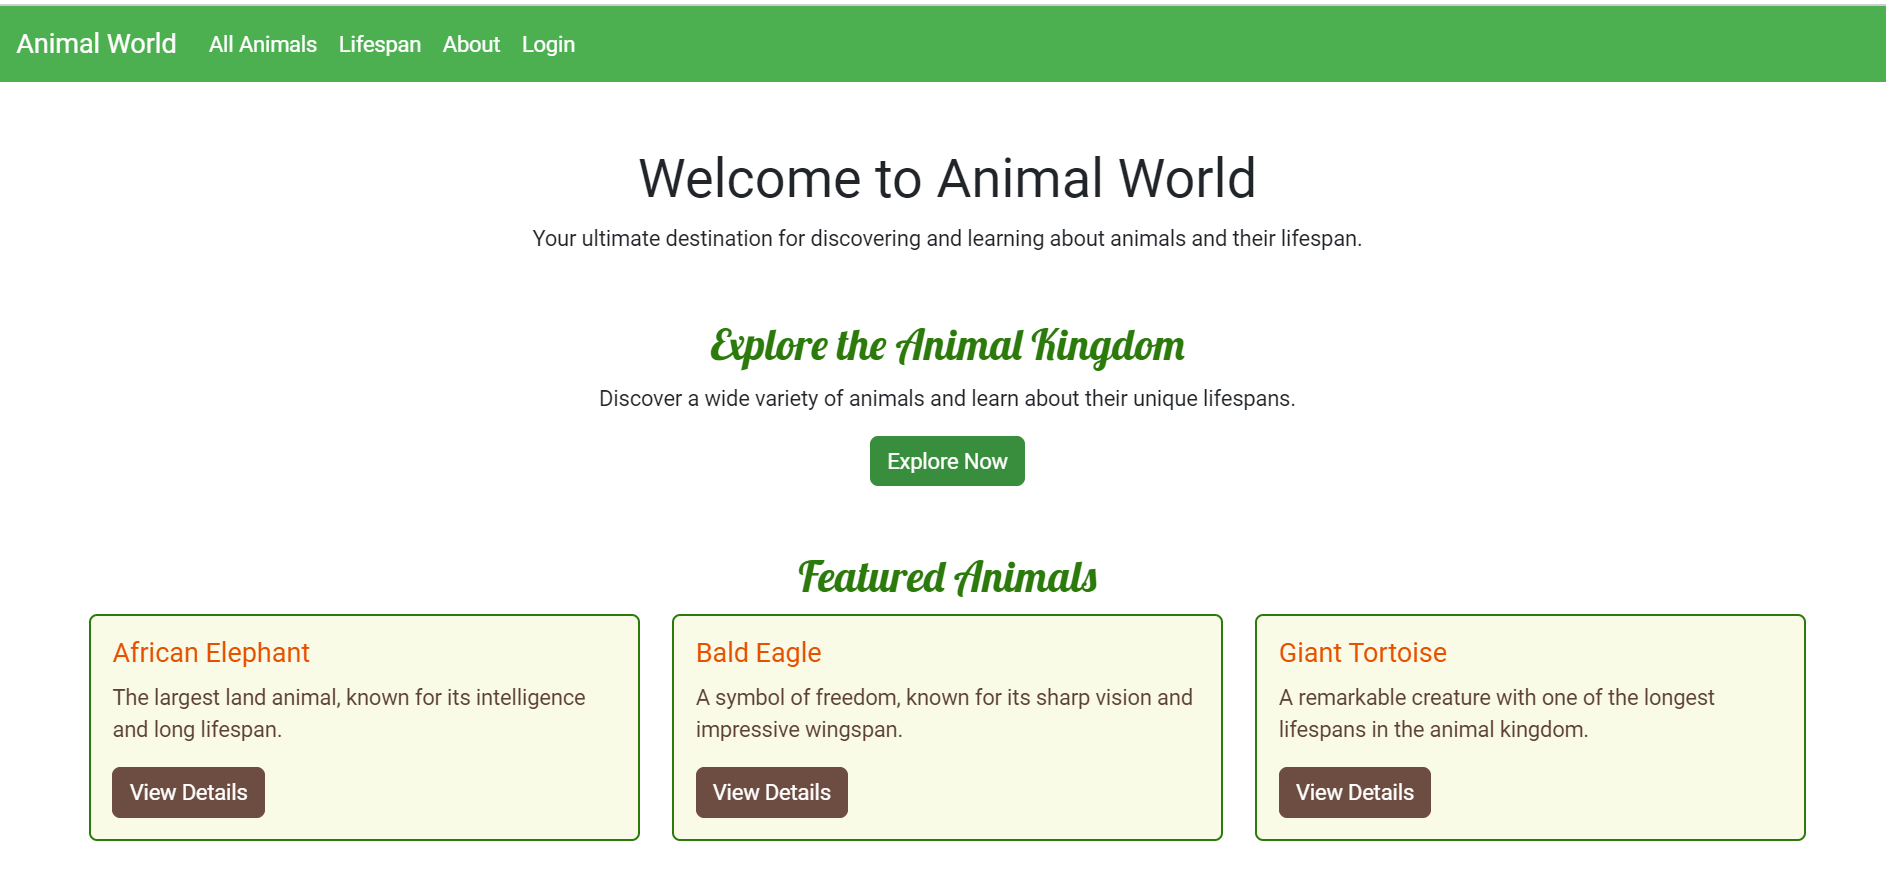 Animal World All Animals Lifespan About Login
Welcome to Animal World
Your ultimate destination for discovering and learning about animals and their lifespan.
Explore the Animal Kingdom
Discover a wide variety of animals and learn about their unique lifespans.
Explore Now
Featured Animals
African Elephant
The largest land animal, known for its intelligence
and long lifespan.
View Details
Bald Eagle
A symbol of freedom, known for its sharp vision and
impressive wingspan.
View Details
Giant Tortoise
A remarkable creature with one of the longest
lifespans in the animal kingdom.
View Details